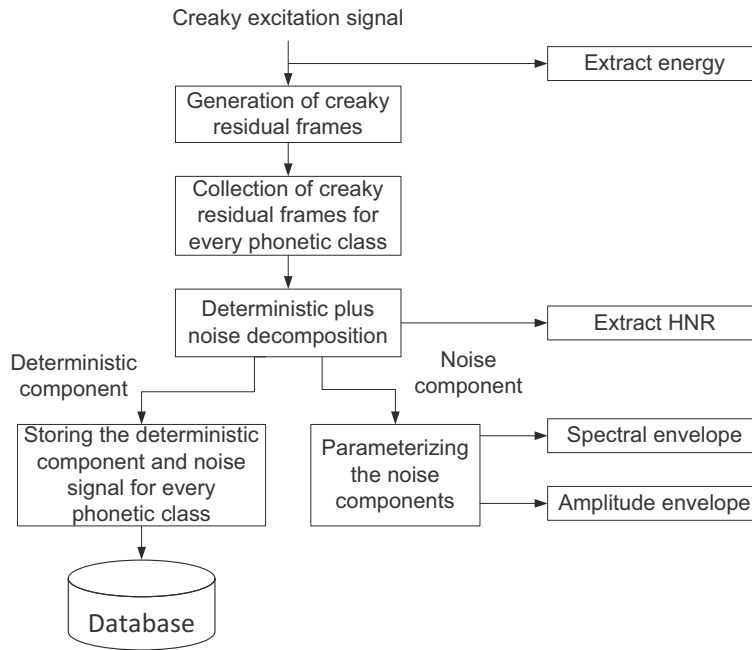 Creaky excitation signal
Extract energy
Generation of creaky
residual frames
Collection of creaky
residual frames for
every phonetic class
Deterministic plus
noise decomposition
Extract HNR
Deterministic
component
Noise
component
Storing the deterministic
component and noise
signal for every
phonetic class
Parameterizing
the noise
components
Spectral envelope
Amplitude envelope
Database